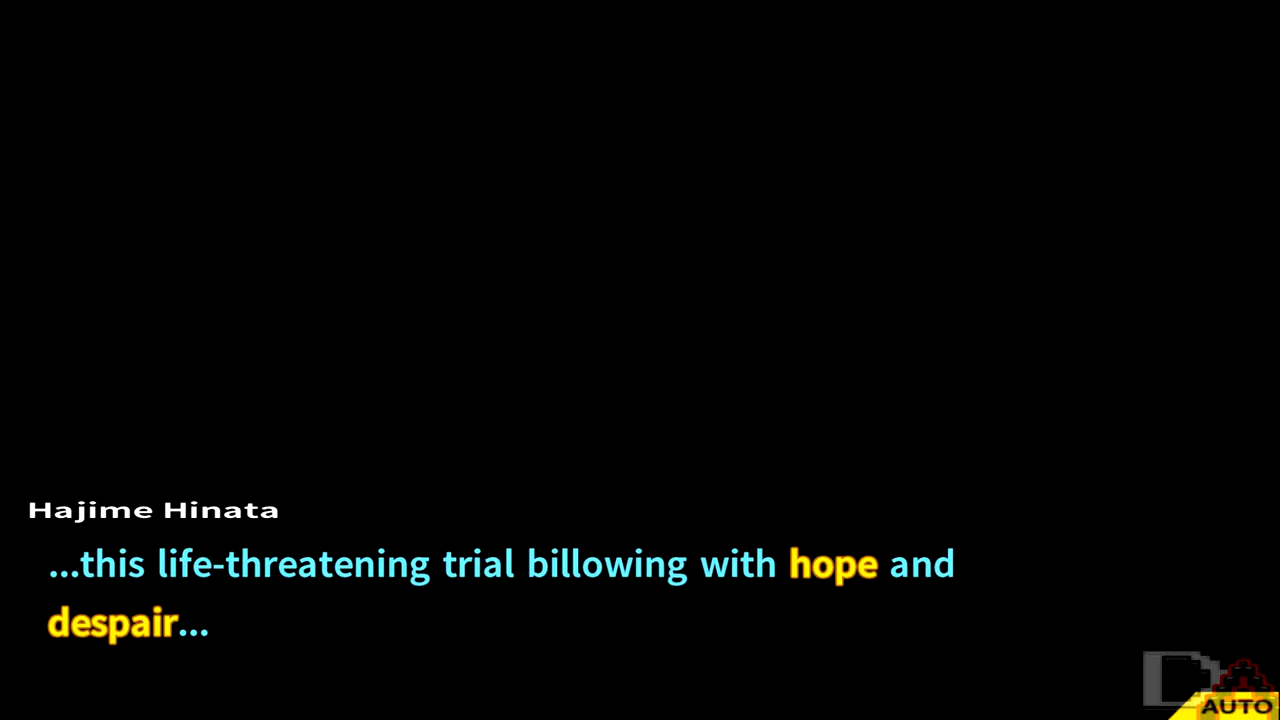 Hajime Hinata
...this life-threatening trial billowing with hope and
despair...
AUTO